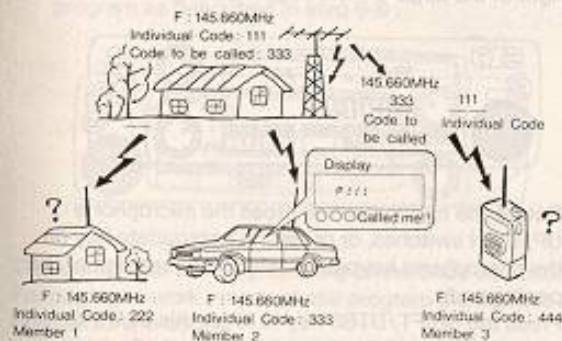 F : 145.660MHz
Individual Code : 111
Code to be called : 333
145.660MHz
333
Code to
be called
111
Individual Code
Display
P:::
○○○Called me!!
?
?
F : 145.660MHz
Individual Code : 222
Member 1
F : 145.660MHz
Individual Code : 333
Member 2
F : 145.660MHz
Individual Code : 444
Member 3